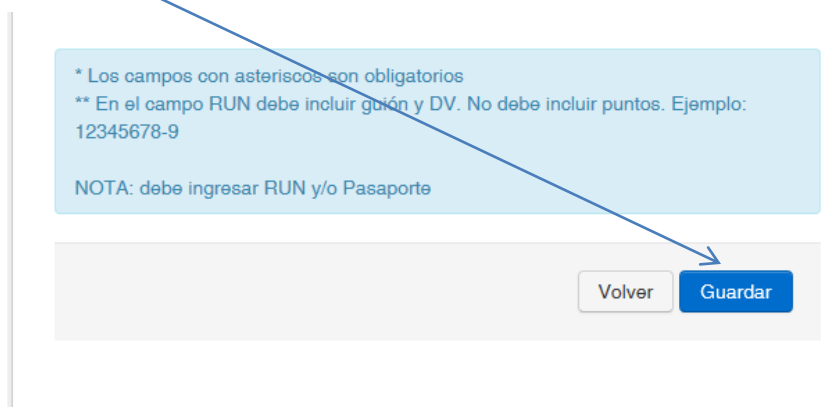 * Los campos con asteriscos son obligatorios
** En el campo RUN debe incluir guión y DV. No debe incluir puntos. Ejemplo:
12345678-9
NOTA: debe ingresar RUN y/o Pasaporte
Volver Guardar